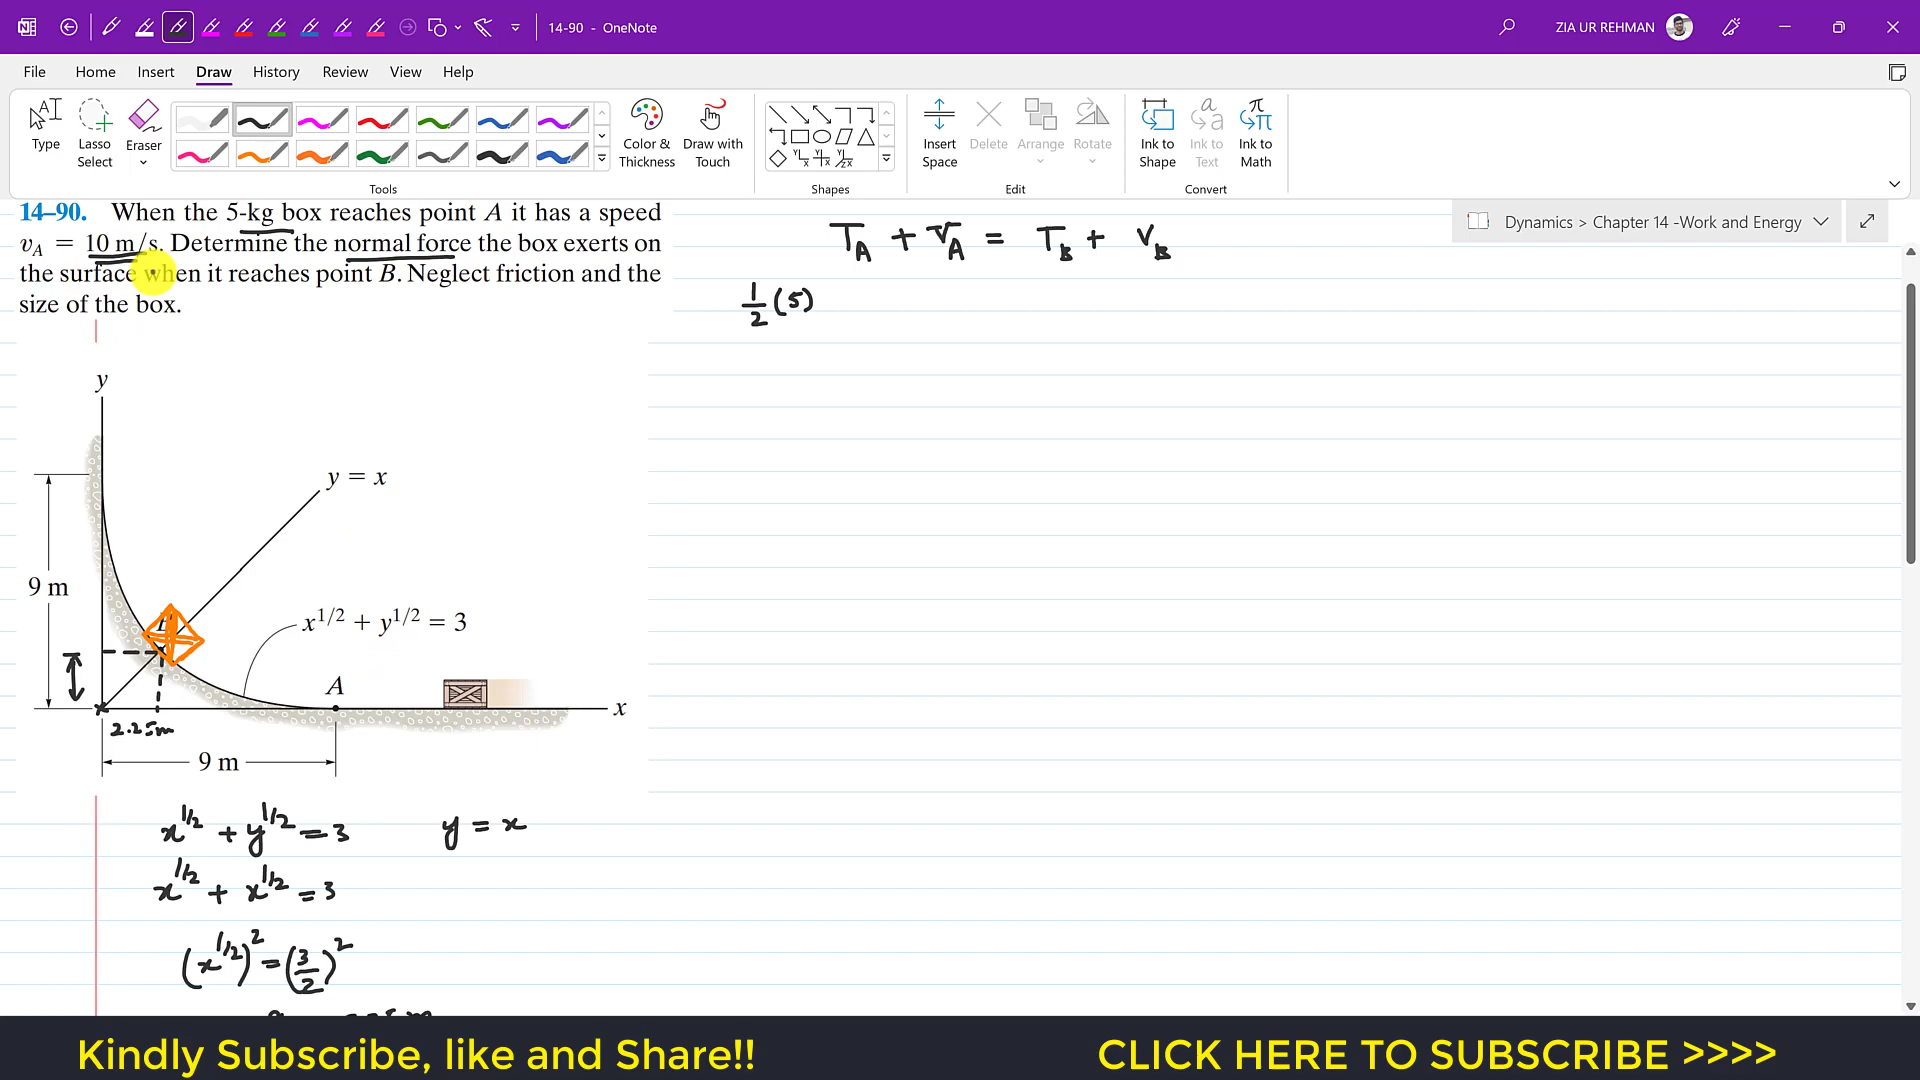 14-90 - OneNote
ZIA UR REHMAN
File Home Insert Draw History Review View Help
Type
Lasso Select
Eraser
Color & Thickness
Draw with Touch
Insert Space
Delete
Arrange
Rotate
Ink to Shape
Ink to Text
Ink to Math
Tools
Shapes
Edit
Convert
Dynamics > Chapter 14 -Work and Energy
14–90. When the 5-kg box reaches point A it has a speed
v_A = 10 m/s. Determine the normal force the box exerts on
the surface when it reaches point B. Neglect friction and the
size of the box.
T_A + V_A = T_B + V_B
1/2 (5)
y
y = x
9 m
x^1/2 + y^1/2 = 3
A
x
2.25m
9 m
x^1/2 + y^1/2 = 3 y = x
x^1/2 + x^1/2 = 3
(x^1/2)^2 = (3/2)^2
Kindly Subscribe, like and Share!!
CLICK HERE TO SUBSCRIBE >>>>